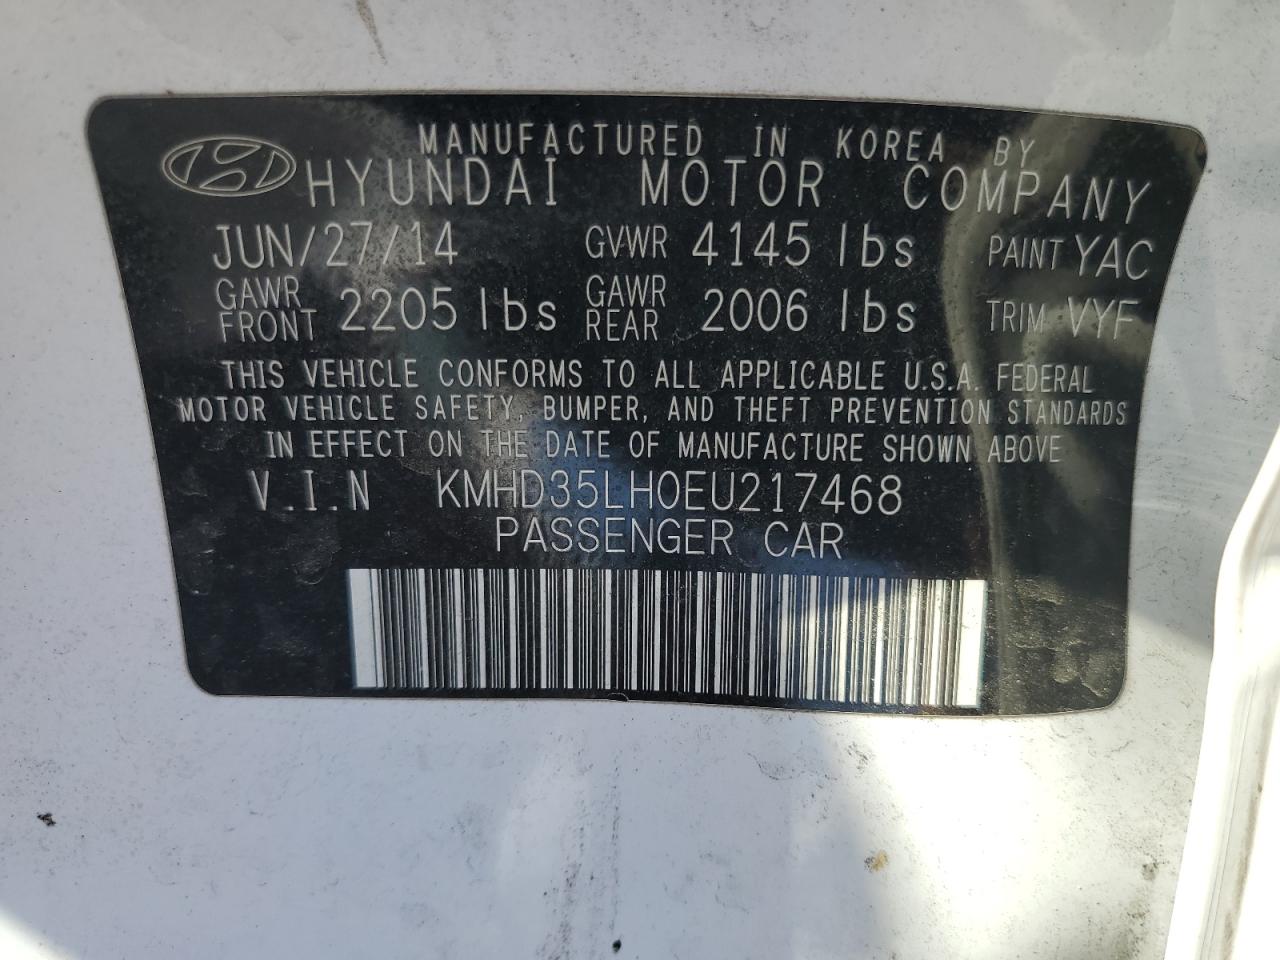 MANUFACTURED IN KOREA BY
HYUNDAI MOTOR COMPANY
JUN/27/14 GVWR 4145 lbs PAINT YAC
GAWR FRONT 2205 lbs GAWR REAR 2006 lbs TRIM VYF
THIS VEHICLE CONFORMS TO ALL APPLICABLE U.S.A. FEDERAL
MOTOR VEHICLE SAFETY, BUMPER, AND THEFT PREVENTION STANDARDS
IN EFFECT ON THE DATE OF MANUFACTURE SHOWN ABOVE
V.I.N KMHD35LH0EU217468
PASSENGER CAR